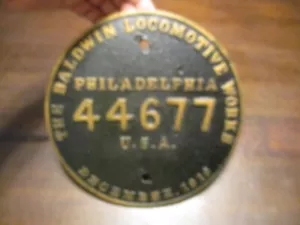 THE BALDWIN LOCOMOTIVE WORKS
PHILADELPHIA
44677
U.S.A.
DECEMBER,